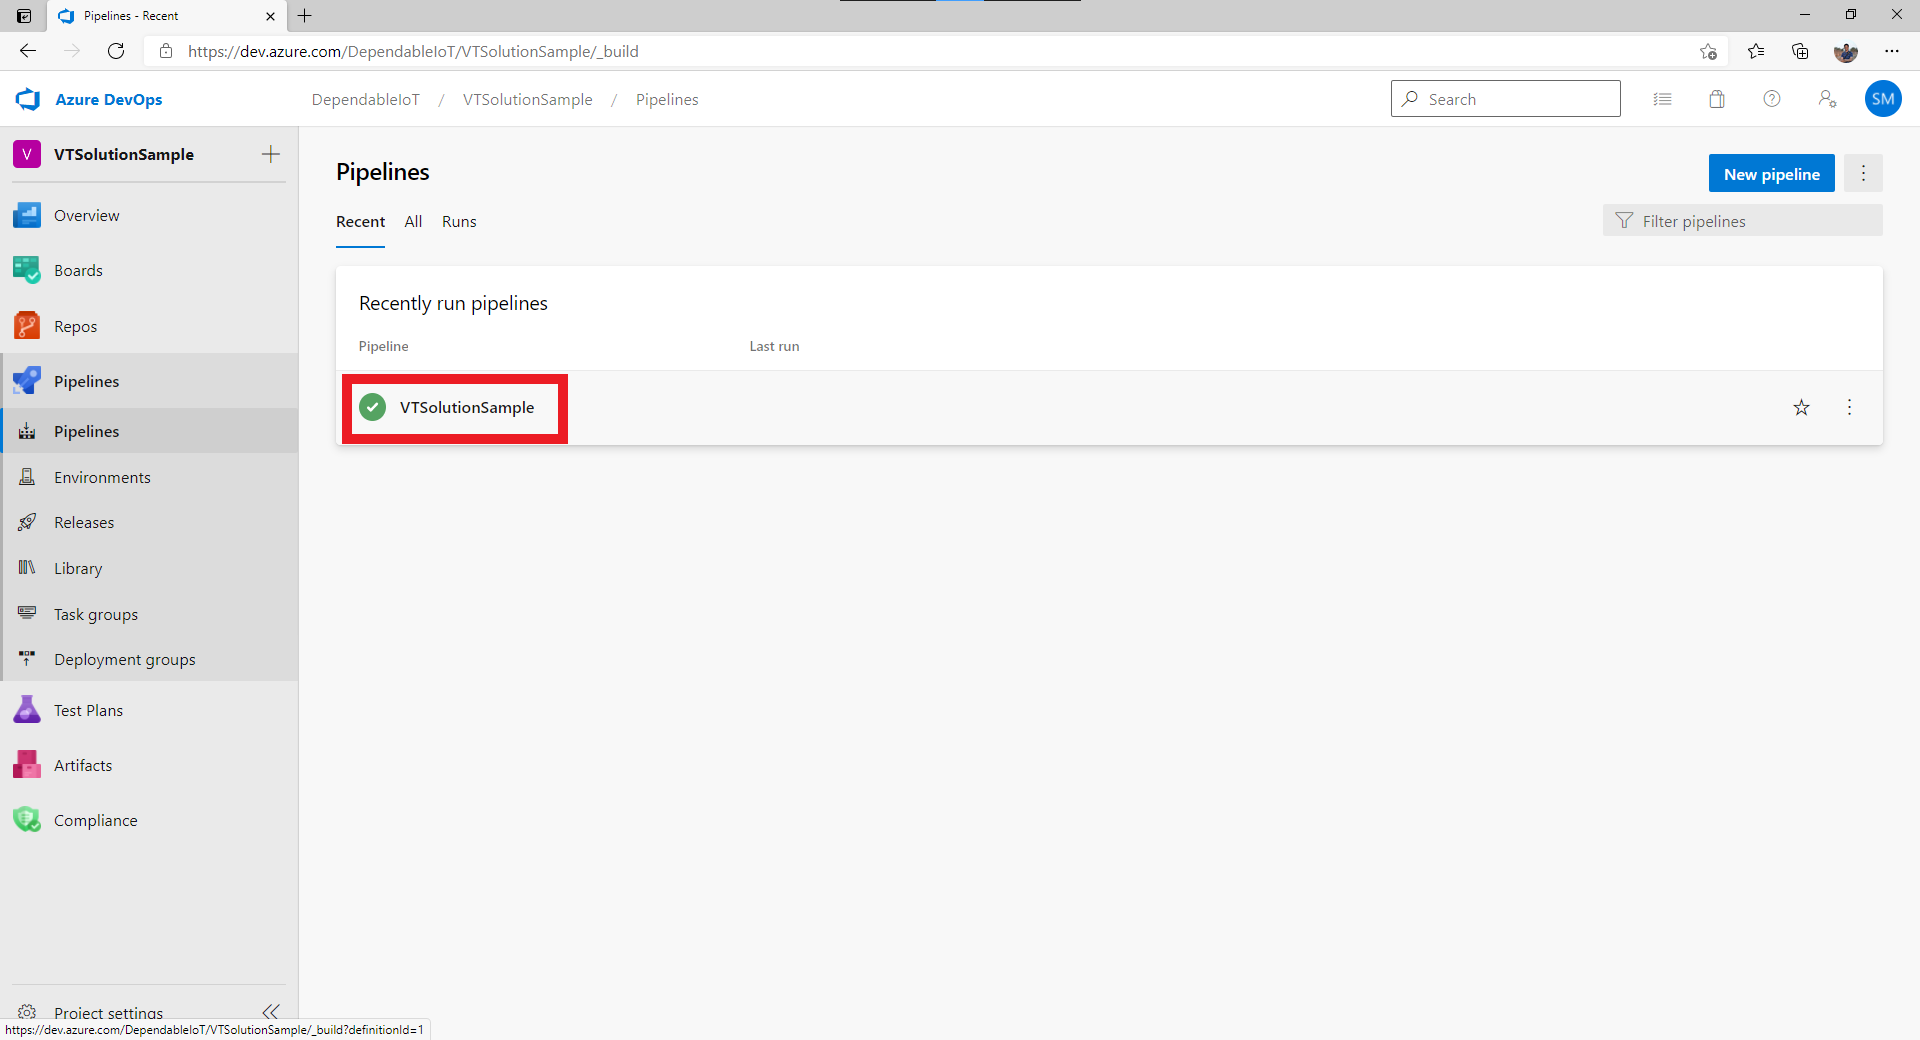 Pipelines - Recent
https://dev.azure.com/DependableIoT/VTSolutionSample/_build
Azure DevOps
DependableIoT / VTSolutionSample / Pipelines
Search
SM
V VTSolutionSample
Overview
Boards
Repos
Pipelines
Pipelines
Environments
Releases
Library
Task groups
Deployment groups
Test Plans
Artifacts
Compliance
Project settings
https://dev.azure.com/DependableIoT/VTSolutionSample/_build?definitionId=1
Pipelines
New pipeline
Recent All Runs
Filter pipelines
Recently run pipelines
Pipeline Last run
VTSolutionSample